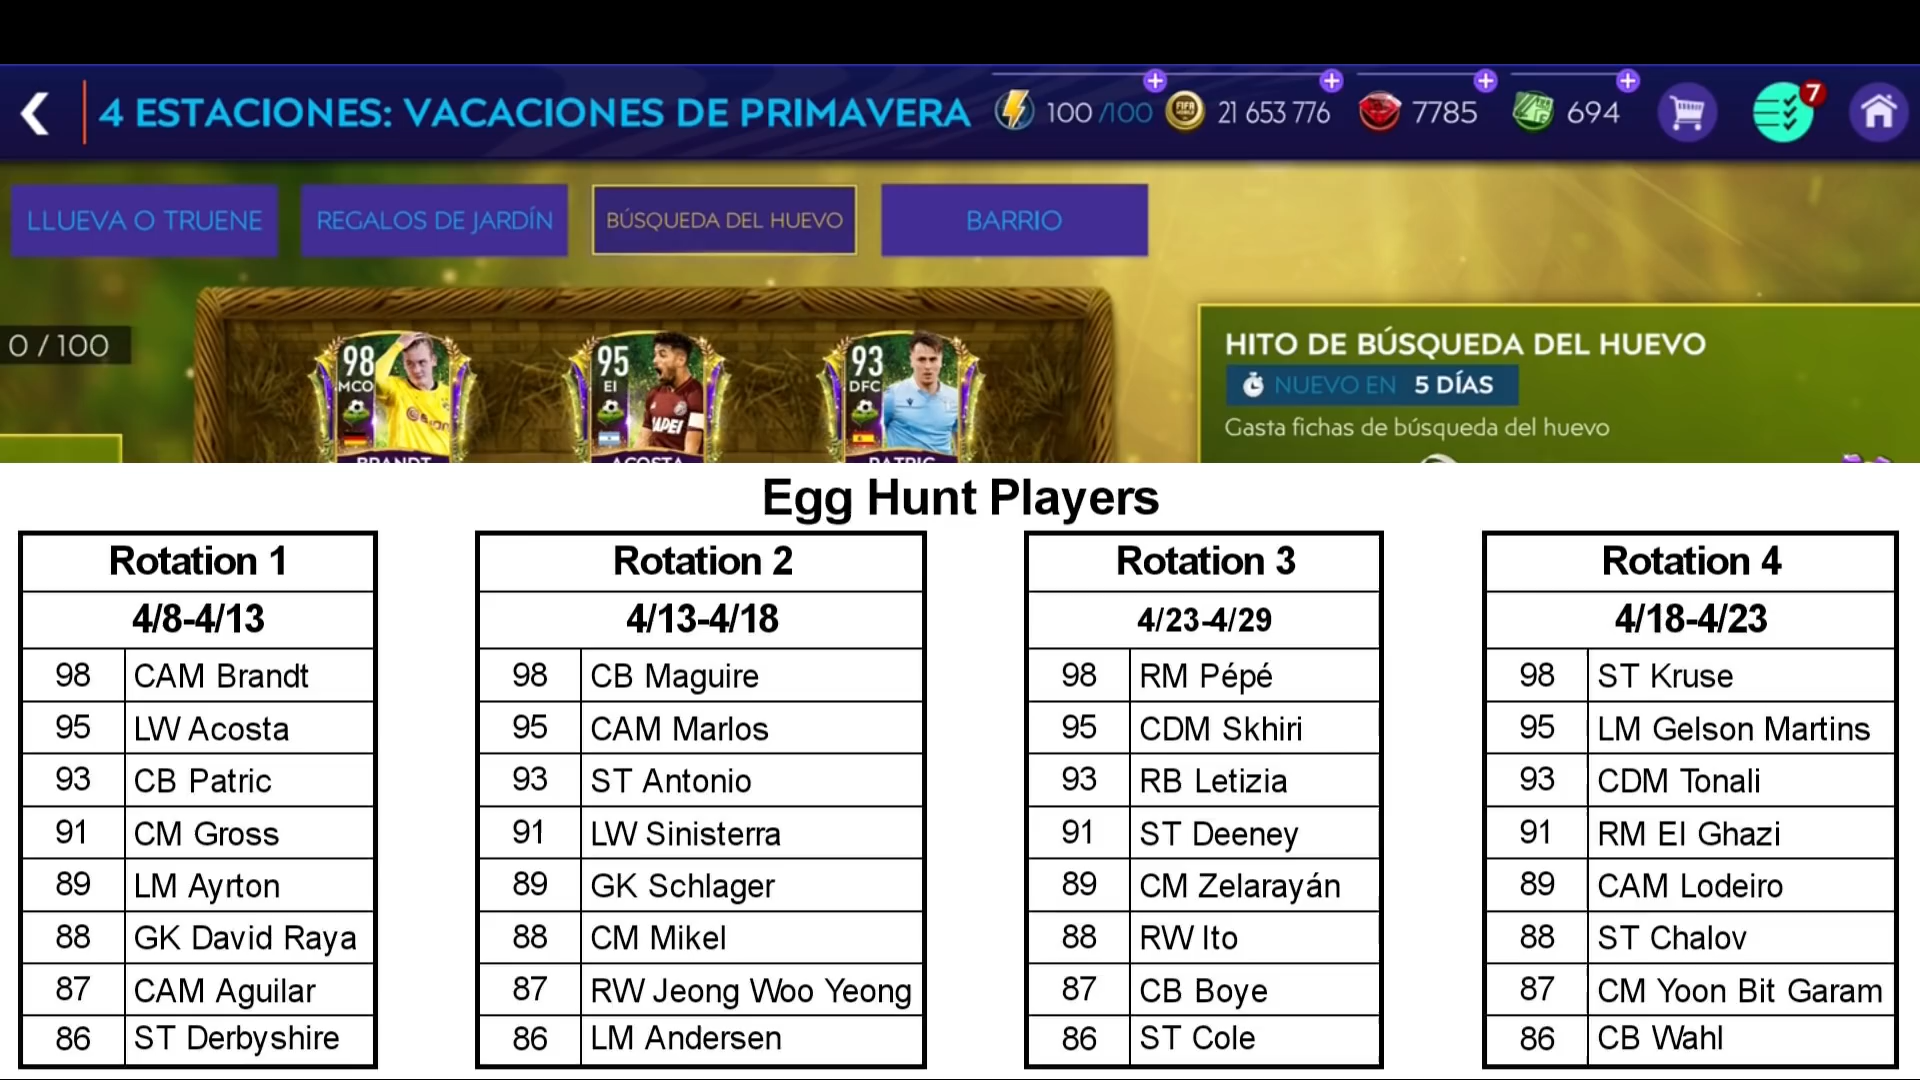 4 ESTACIONES: VACACIONES DE PRIMAVERA
100 /100
21 653 776
7785
694
7
LLUEVA O TRUENE
REGALOS DE JARDÍN
BÚSQUEDA DEL HUEVO
BARRIO
0 / 100
98
MCO
BRANDT
95
EI
ACOSTA
93
DFC
PATRIC
HITO DE BÚSQUEDA DEL HUEVO
NUEVO EN 5 DÍAS
Gasta fichas de búsqueda del huevo
Egg Hunt Players
Rotation 1
4/8-4/13
98 CAM Brandt
95 LW Acosta
93 CB Patric
91 CM Gross
89 LM Ayrton
88 GK David Raya
87 CAM Aguilar
86 ST Derbyshire
Rotation 2
4/13-4/18
98 CB Maguire
95 CAM Marlos
93 ST Antonio
91 LW Sinisterra
89 GK Schlager
88 CM Mikel
87 RW Jeong Woo Yeong
86 LM Andersen
Rotation 3
4/23-4/29
98 RM Pépé
95 CDM Skhiri
93 RB Letizia
91 ST Deeney
89 CM Zelarayán
88 RW Ito
87 CB Boye
86 ST Cole
Rotation 4
4/18-4/23
98 ST Kruse
95 LM Gelson Martins
93 CDM Tonali
91 RM El Ghazi
89 CAM Lodeiro
88 ST Chalov
87 CM Yoon Bit Garam
86 CB Wahl